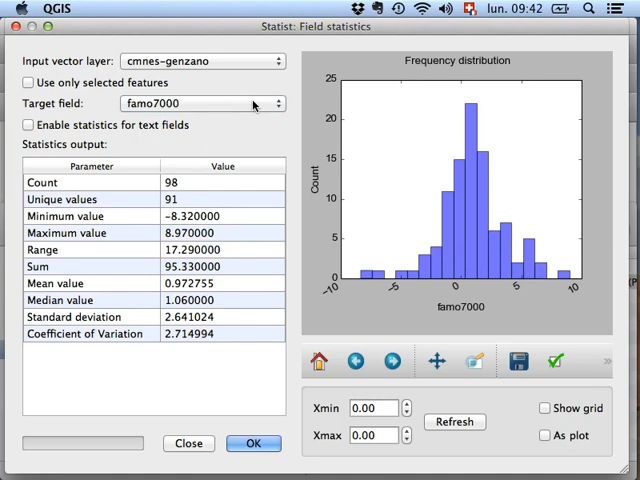 QGIS lun. 09:42
Statist: Field statistics
Input vector layer: cmnes-genzano
Use only selected features
Target field: famo7000
Enable statistics for text fields
Statistics output:
Parameter Value
Count 98
Unique values 91
Minimum value -8.320000
Maximum value 8.970000
Range 17.290000
Sum 95.330000
Mean value 0.972755
Median value 1.060000
Standard deviation 2.641024
Coefficient of Variation 2.714994
Close OK
Frequency distribution
Count
25
20
15
10
5
0
-10 -5 0 5 10
famo7000
»
Xmin 0.00
Xmax 0.00
Refresh
Show grid
As plot